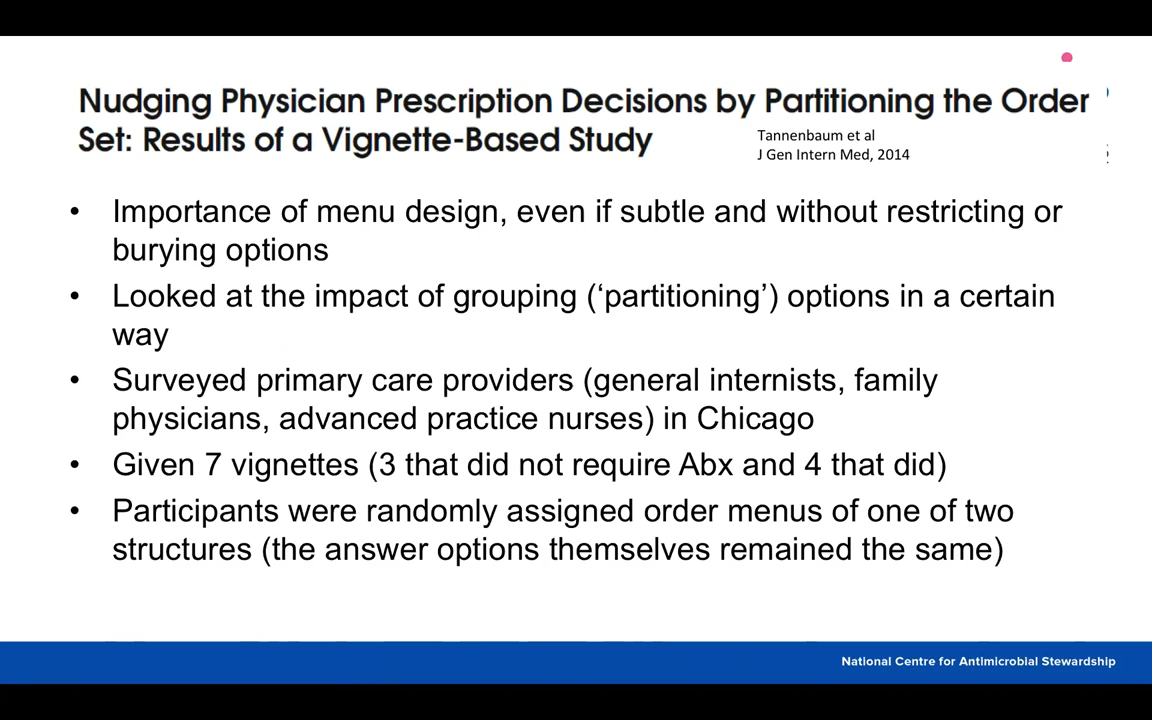 Nudging Physician Prescription Decisions by Partitioning the Order
Set: Results of a Vignette-Based Study
Tannenbaum et al
J Gen Intern Med, 2014
• Importance of menu design, even if subtle and without restricting or
burying options
• Looked at the impact of grouping (‘partitioning’) options in a certain
way
• Surveyed primary care providers (general internists, family
physicians, advanced practice nurses) in Chicago
• Given 7 vignettes (3 that did not require Abx and 4 that did)
• Participants were randomly assigned order menus of one of two
structures (the answer options themselves remained the same)
National Centre for Antimicrobial Stewardship